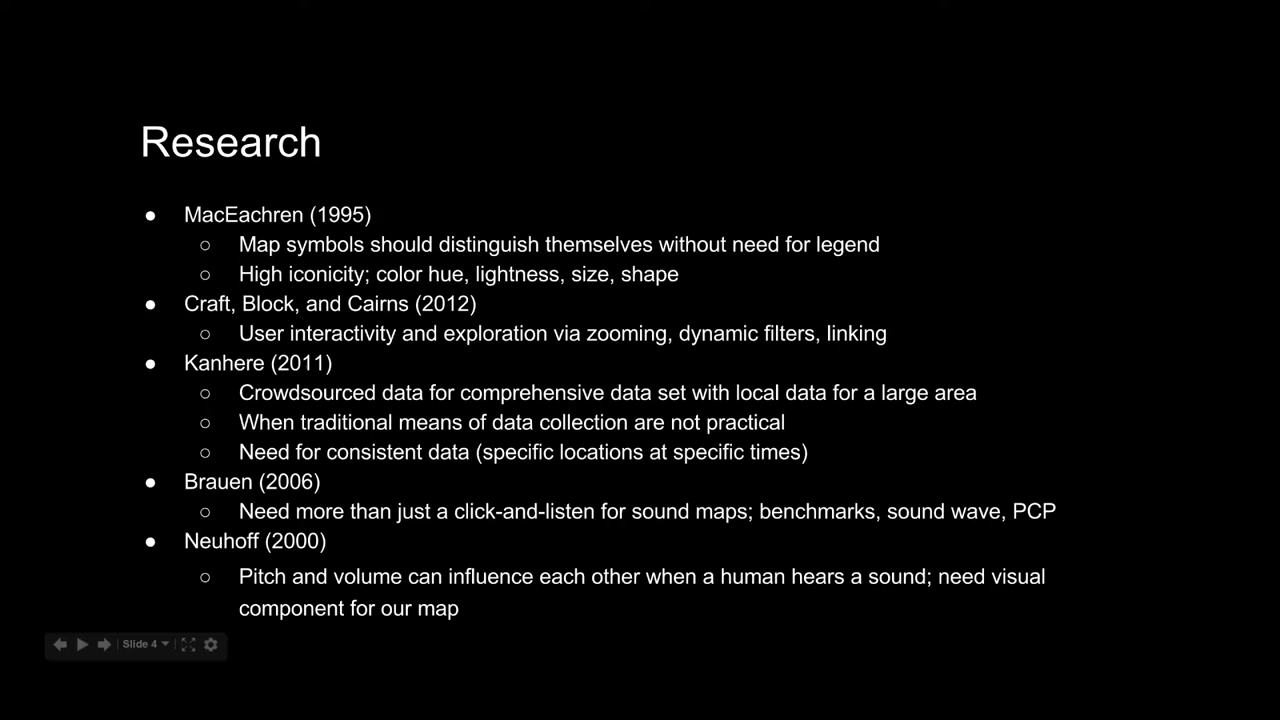 Research
● MacEachren (1995)
○ Map symbols should distinguish themselves without need for legend
○ High iconicity; color hue, lightness, size, shape
● Craft, Block, and Cairns (2012)
○ User interactivity and exploration via zooming, dynamic filters, linking
● Kanhere (2011)
○ Crowdsourced data for comprehensive data set with local data for a large area
○ When traditional means of data collection are not practical
○ Need for consistent data (specific locations at specific times)
● Brauen (2006)
○ Need more than just a click-and-listen for sound maps; benchmarks, sound wave, PCP
● Neuhoff (2000)
○ Pitch and volume can influence each other when a human hears a sound; need visual
component for our map
Slide 4